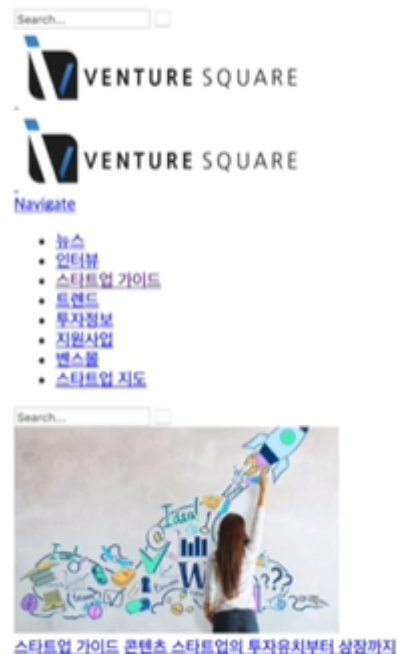 Search...
VENTURE SQUARE
VENTURE SQUARE
Navigate
뉴스
인터뷰
스타트업 가이드
트렌드
투자정보
지원사업
벤스몰
스타트업 지도
Search...
Idea!
Idea!
W
???
스타트업 가이드 콘텐츠 스타트업의 투자유치부터 상장까지